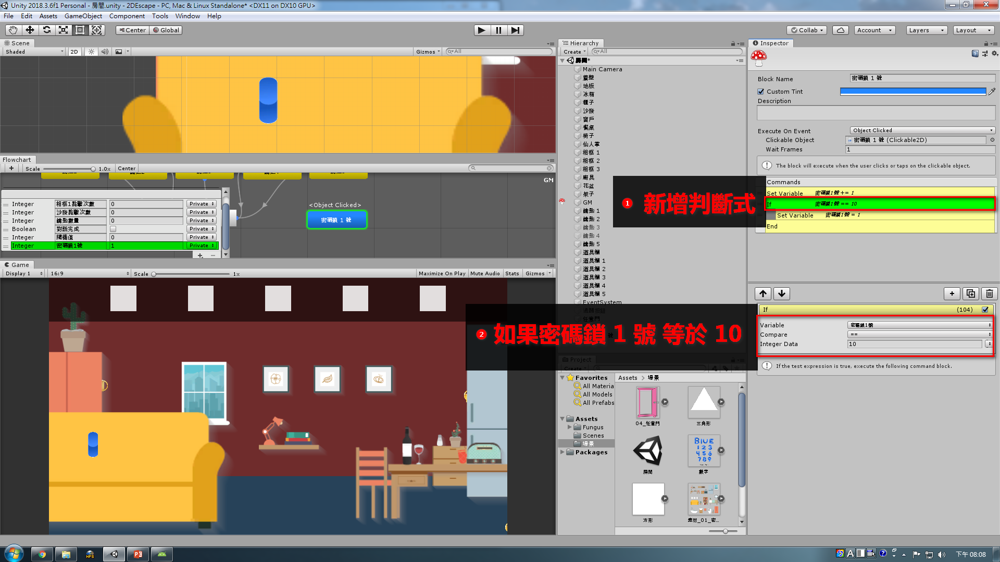 Unity 2018.3.6f1 Personal - 房間.unity - 2DEscape - PC, Mac & Linux Standalone* <DX11 on DX10 GPU>
File Edit Assets GameObject Component Tools Window Help
Center Global
Collab Account Layers Layout
Scene
Shaded 2D Gizmos All
Flowchart
Scale 1.0x Center
GM
Integer 相框1點擊次數 0 Private
Integer 沙發點擊次數 0 Private
Integer 鑰匙數量 0 Private
Boolean 對話完成 Private
Integer 隨機值 0 Private
Integer 密碼鎖1號 1 Private
<Object Clicked>
密碼鎖 1 號
Game
Display 1 16:9 Scale 1x Maximize On Play Mute Audio Stats Gizmos
Hierarchy
Create All
房間*
Main Camera
牆壁
地板
冰箱
櫃子
沙發
窗戶
餐桌
椅子
仙人掌
相框 1
相框 2
相框 3
廚具
花盆
架子
GM
鑰匙 1
鑰匙 2
鑰匙 3
鑰匙 4
鑰匙 5
道具欄
道具欄 1
道具欄 2
道具欄 3
道具欄 4
道具欄 5
EventSystem
任意門
1 新增判斷式
2 如果密碼鎖 1 號 等於 10
Project
Create
Favorites
All Materia
All Models
All Prefabs
Assets
Fungus
Scenes
場景
Packages
Assets 場景
04_任意門
三角形
房間
BLUE
123
456
789
數字
方形
素材_01_密...
Inspector
Block Name 密碼鎖 1 號
Custom Tint
Description
Execute On Event Object Clicked
Clickable Object 密碼鎖 1 號 (Clickable2D)
Wait Frames 1
The block will execute when the user clicks or taps on the clickable object.
Commands
Set Variable 密碼鎖1號 += 1
If 密碼鎖1號 == 10
Set Variable 密碼鎖1號 = 1
End
If (104)
Variable 密碼鎖1號
Compare ==
Integer Data 10
If the test expression is true, execute the following command block.
HFS
下午 08:08